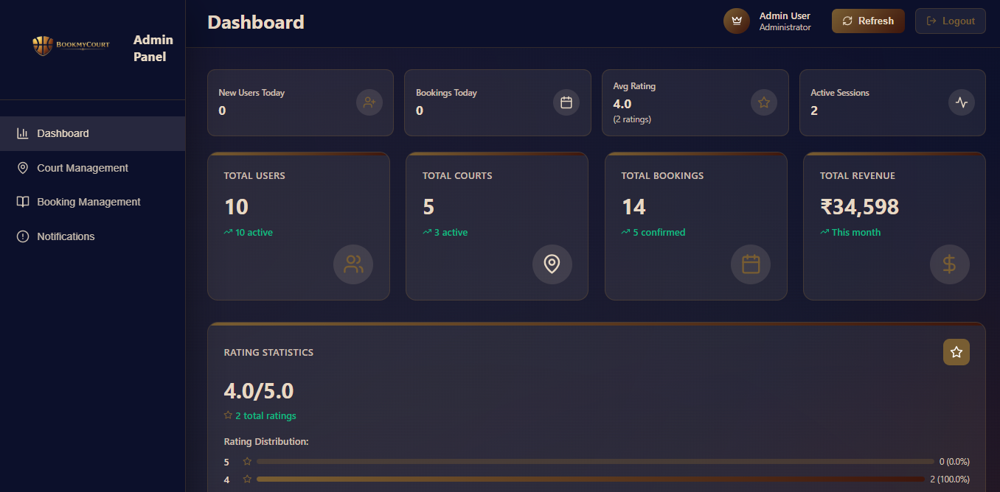 BOOKMYCOURT
Admin
Panel
Dashboard
Court Management
Booking Management
Notifications
Dashboard
Admin User
Administrator
Refresh
Logout
New Users Today
0
Bookings Today
0
Avg Rating
4.0
(2 ratings)
Active Sessions
2
TOTAL USERS
10
10 active
TOTAL COURTS
5
3 active
TOTAL BOOKINGS
14
5 confirmed
TOTAL REVENUE
₹34,598
This month
RATING STATISTICS
4.0/5.0
2 total ratings
Rating Distribution:
5 0 (0.0%)
4 2 (100.0%)